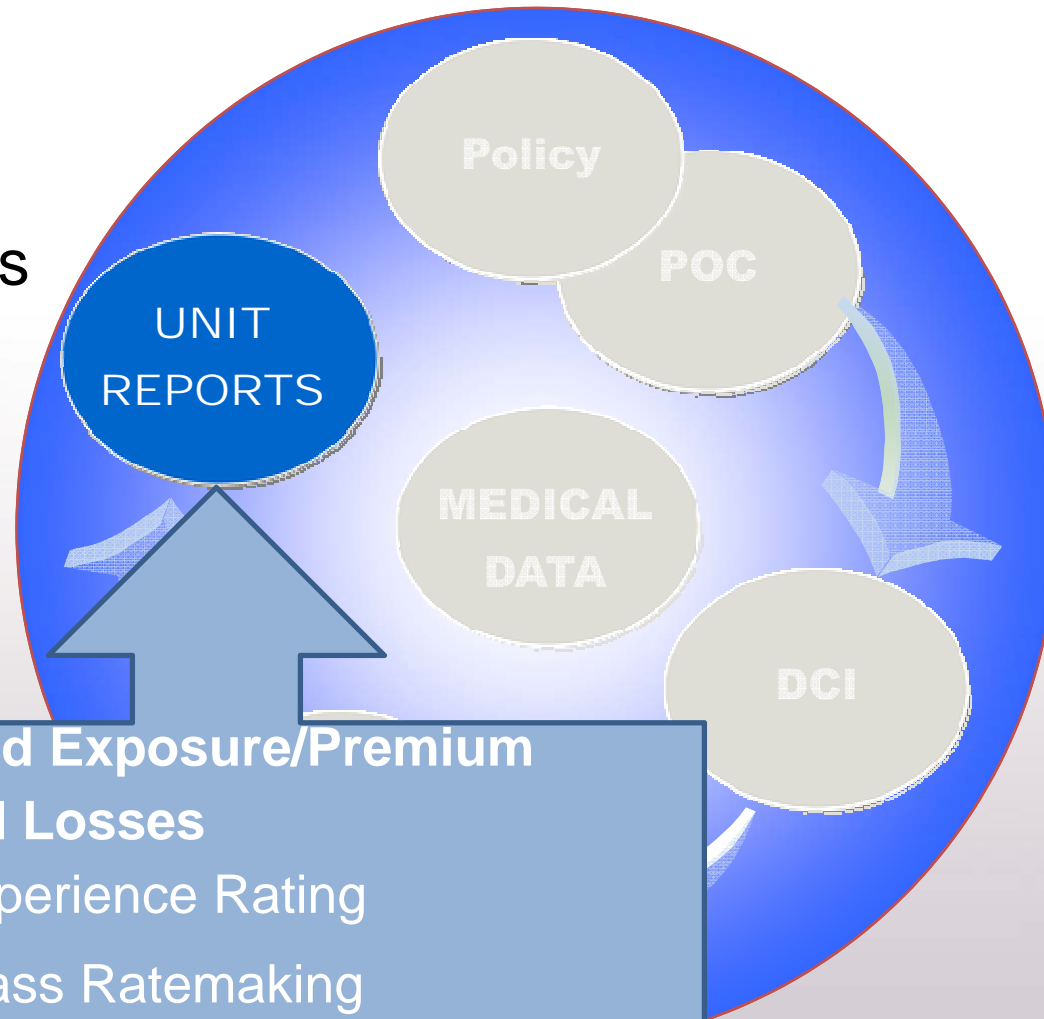 Policy
POC
s
UNIT
REPORTS
MEDICAL
DATA
DCI
d Exposure/Premium
Losses
perience Rating
ass Ratemaking